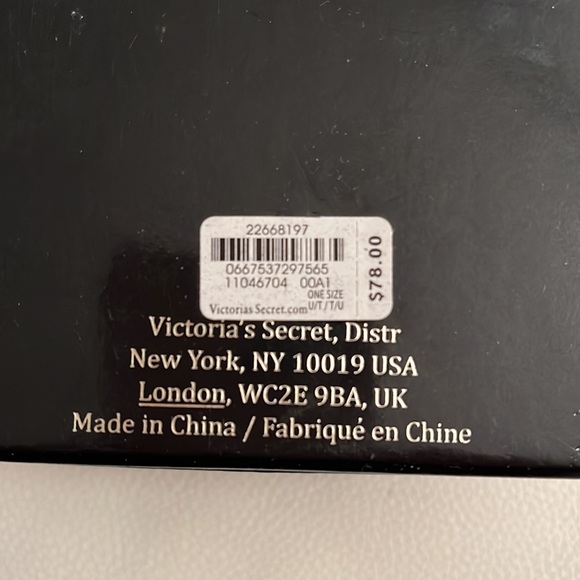 22668197
0667537297565
11046704 00A1
ONE SIZE
VictoriasSecret.com U/T/T/U
$78.00
Victoria's Secret, Distr
New York, NY 10019 USA
London, WC2E 9BA, UK
Made in China / Fabriqué en Chine